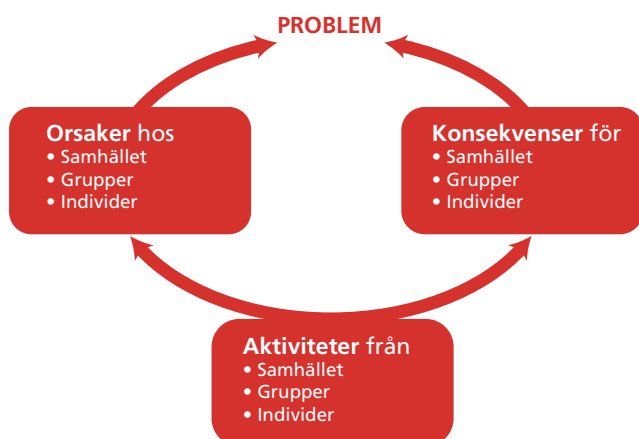 PROBLEM
Orsaker hos
• Samhället
• Grupper
• Individer
Konsekvenser för
• Samhället
• Grupper
• Individer
Aktiviteter från
• Samhället
• Grupper
• Individer